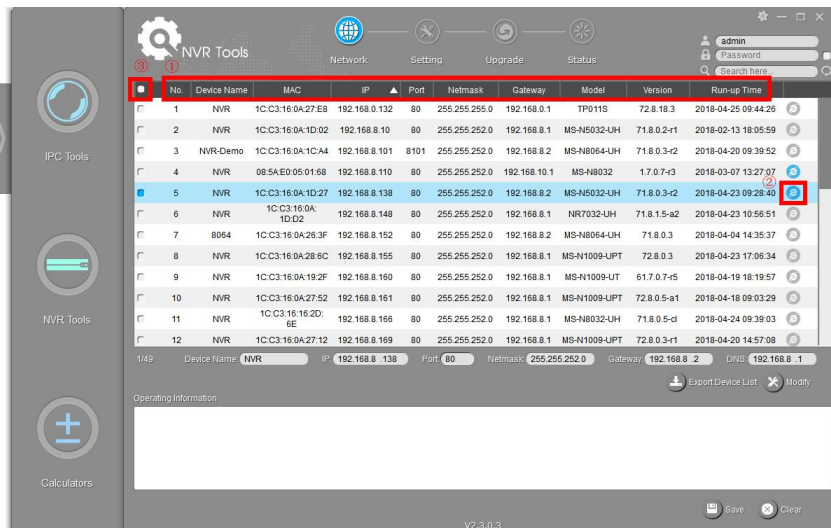 NVR Tools
Network
Setting
Upgrade
Status
admin
Password
Search here...
③
①
No. Device Name MAC IP Port Netmask Gateway Model Version Run-up Time
1 NVR 1C:C3:16:0A:27:E8 192.168.0.132 80 255.255.255.0 192.168.0.1 TP011S 72.8.18.3 2018-04-25 09:44:26
2 NVR 1C:C3:16:0A:1D:02 192.168.8.10 80 255.255.252.0 192.168.8.1 MS-N5032-UH 71.8.0.2-r1 2018-02-13 18:05:59
3 NVR-Demo 1C:C3:16:0A:1C:A4 192.168.8.101 8101 255.255.252.0 192.168.8.2 MS-N8064-UH 71.8.0.3-r2 2018-04-20 09:39:52
4 NVR 08:5A:E0:05:01:68 192.168.8.110 80 255.255.252.0 192.168.10.1 MS-N8032 1.7.0.7-r3 2018-03-07 13:27:07
②
5 NVR 1C:C3:16:0A:1D:27 192.168.8.138 80 255.255.252.0 192.168.8.2 MS-N5032-UH 71.8.0.3-r2 2018-04-23 09:28:40
6 NVR 1C:C3:16:0A: 192.168.8.148 80 255.255.252.0 192.168.8.1 NR7032-UH 71.8.1.5-a2 2018-04-23 10:56:51
1D:D2
7 8064 1C:C3:16:0A:26:3F 192.168.8.152 80 255.255.252.0 192.168.8.2 MS-N8064-UH 71.8.0.3 2018-04-04 14:35:37
8 NVR 1C:C3:16:0A:28:6C 192.168.8.155 80 255.255.252.0 192.168.8.1 MS-N1009-UPT 72.8.0.3 2018-04-23 17:06:34
9 NVR 1C:C3:16:0A:19:2F 192.168.8.160 80 255.255.252.0 192.168.8.1 MS-N1009-UT 61.7.0.7-r5 2018-04-19 18:19:57
10 NVR 1C:C3:16:0A:27:52 192.168.8.161 80 255.255.252.0 192.168.8.1 MS-N1009-UPT 72.8.0.5-a1 2018-04-18 09:03:29
11 NVR 1C:C3:16:16:2D: 192.168.8.166 80 255.255.252.0 192.168.8.1 MS-N8032-UH 71.8.0.5-cl 2018-04-24 09:39:03
6E
12 NVR 1C:C3:16:0A:27:12 192.168.8.169 80 255.255.252.0 192.168.8.1 MS-N1009-UPT 72.8.0.3-r1 2018-04-20 14:57:08
1/49 Device Name: NVR IP: 192.168.8 .138 Port: 80 Netmask: 255.255.252.0 Gateway: 192.168.8 .2 DNS: 192.168.8 .1
Export Device List Modify
Operating Information
Save Clear
V2.3.0.3
IPC Tools
NVR Tools
Calculators